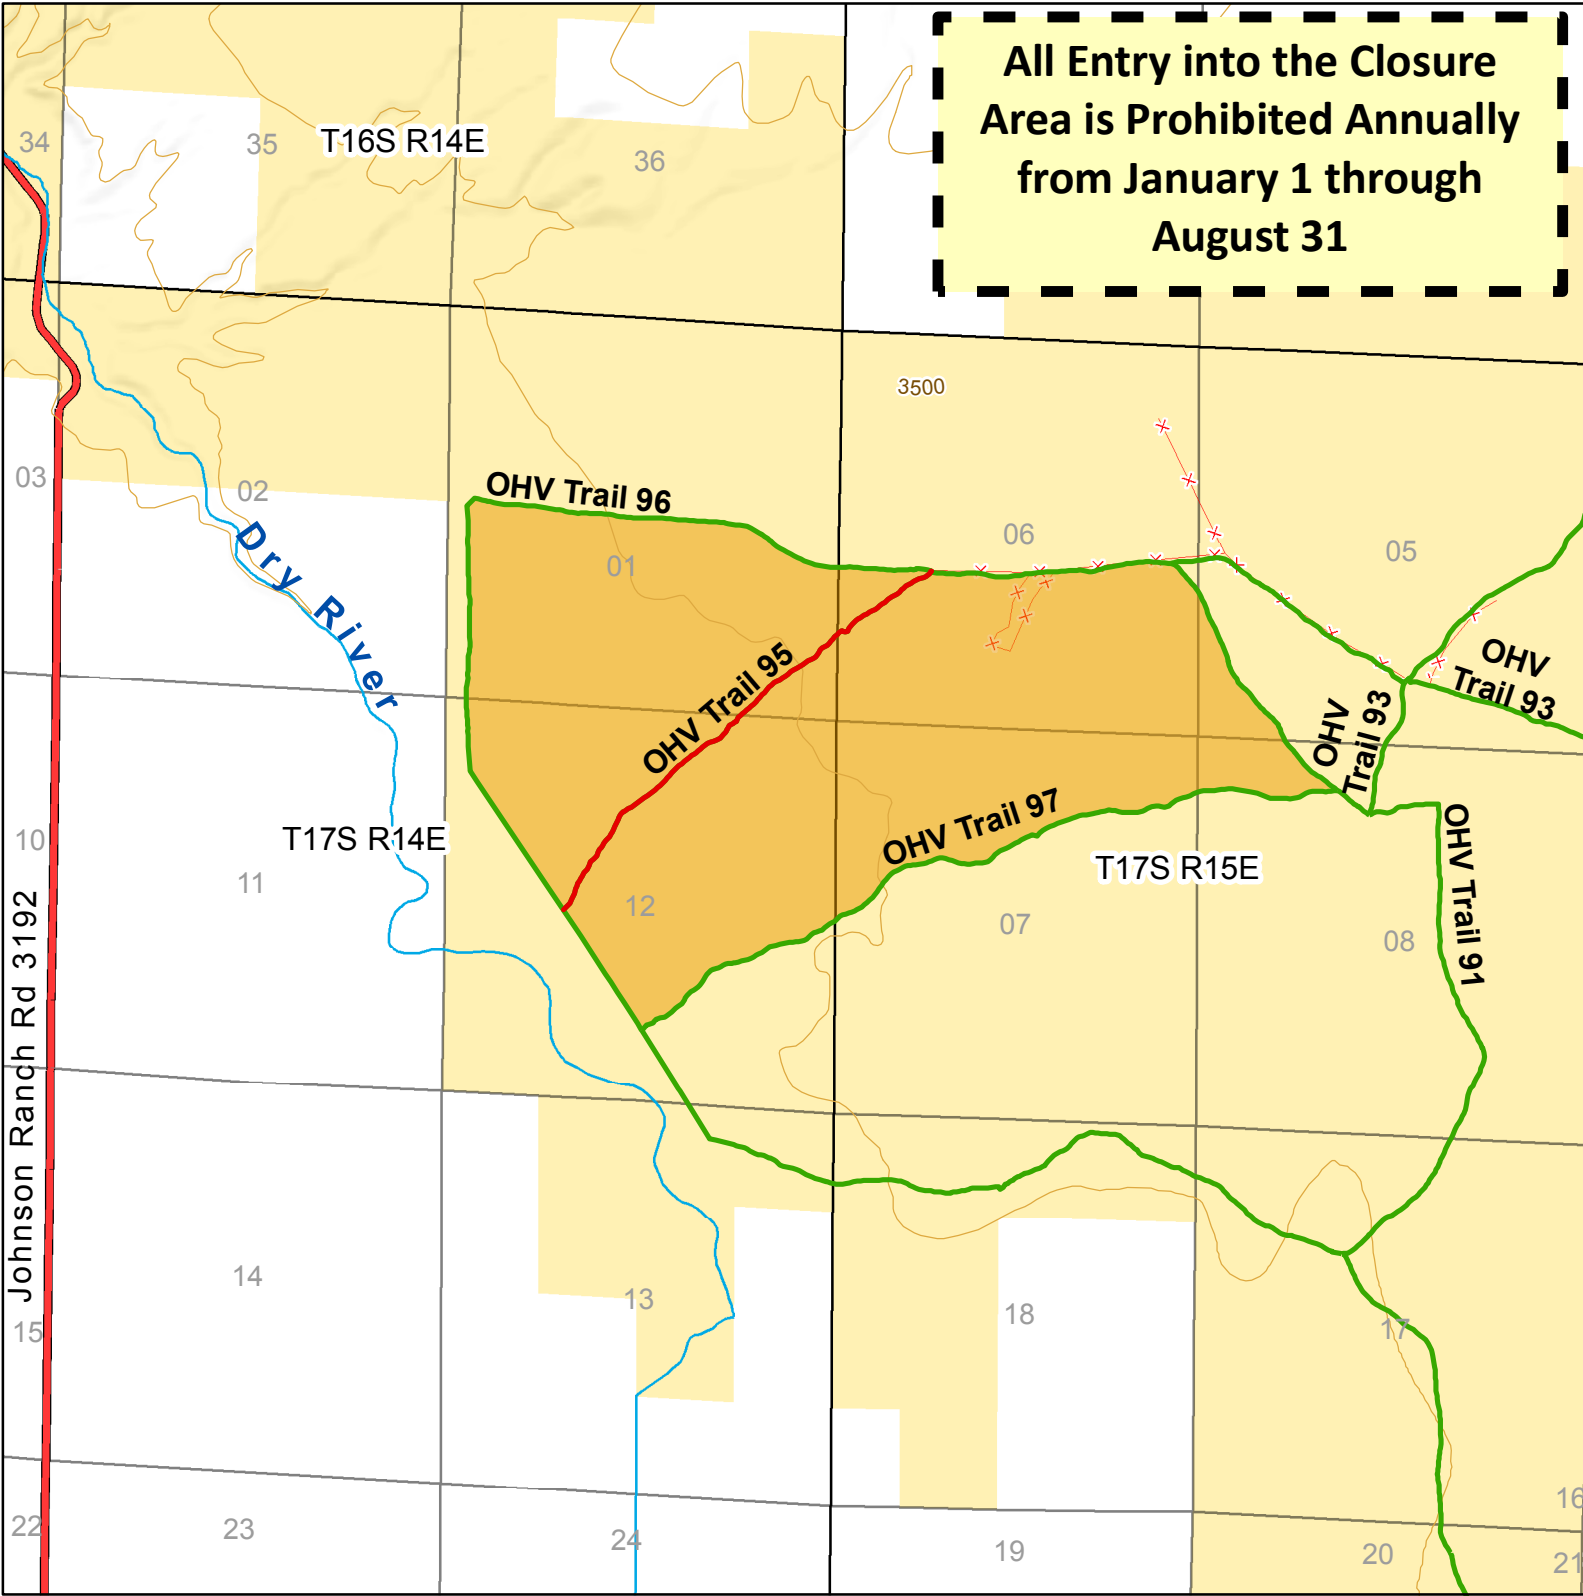 All Entry into the Closure
Area is Prohibited Annually
from January 1 through
August 31
34
35
T16S R14E
36
3500
03
02
OHV Trail 96
01
06
05
Dry River
OHV Trail 95
OHV
Trail 93
OHV
Trail 93
10
T17S R14E
11
12
OHV Trail 97
T17S R15E
07
08
OHV Trail 91
Johnson Ranch Rd 3192
14
13
15
18
17
16
22
23
24
19
20
21